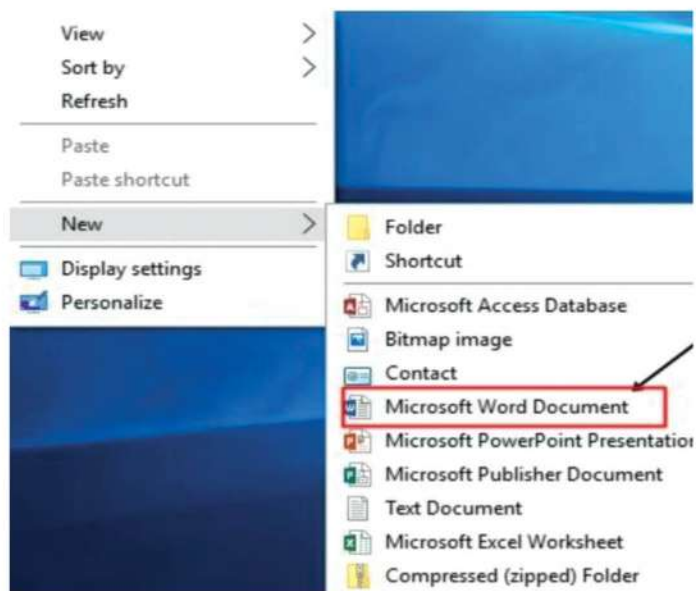 View
Sort by
Refresh
Paste
Paste shortcut
New
Display settings
Personalize
Folder
Shortcut
Microsoft Access Database
Bitmap image
Contact
Microsoft Word Document
Microsoft PowerPoint Presentation
Microsoft Publisher Document
Text Document
Microsoft Excel Worksheet
Compressed (zipped) Folder